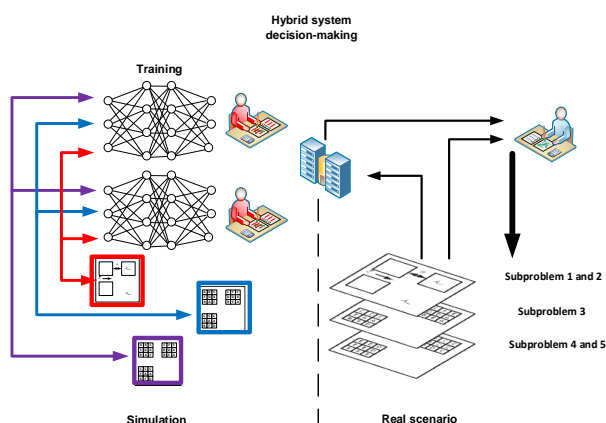 Hybrid system
decision-making
Training
Subproblem 1 and 2
Subproblem 3
Subproblem 4 and 5
Simulation
Real scenario